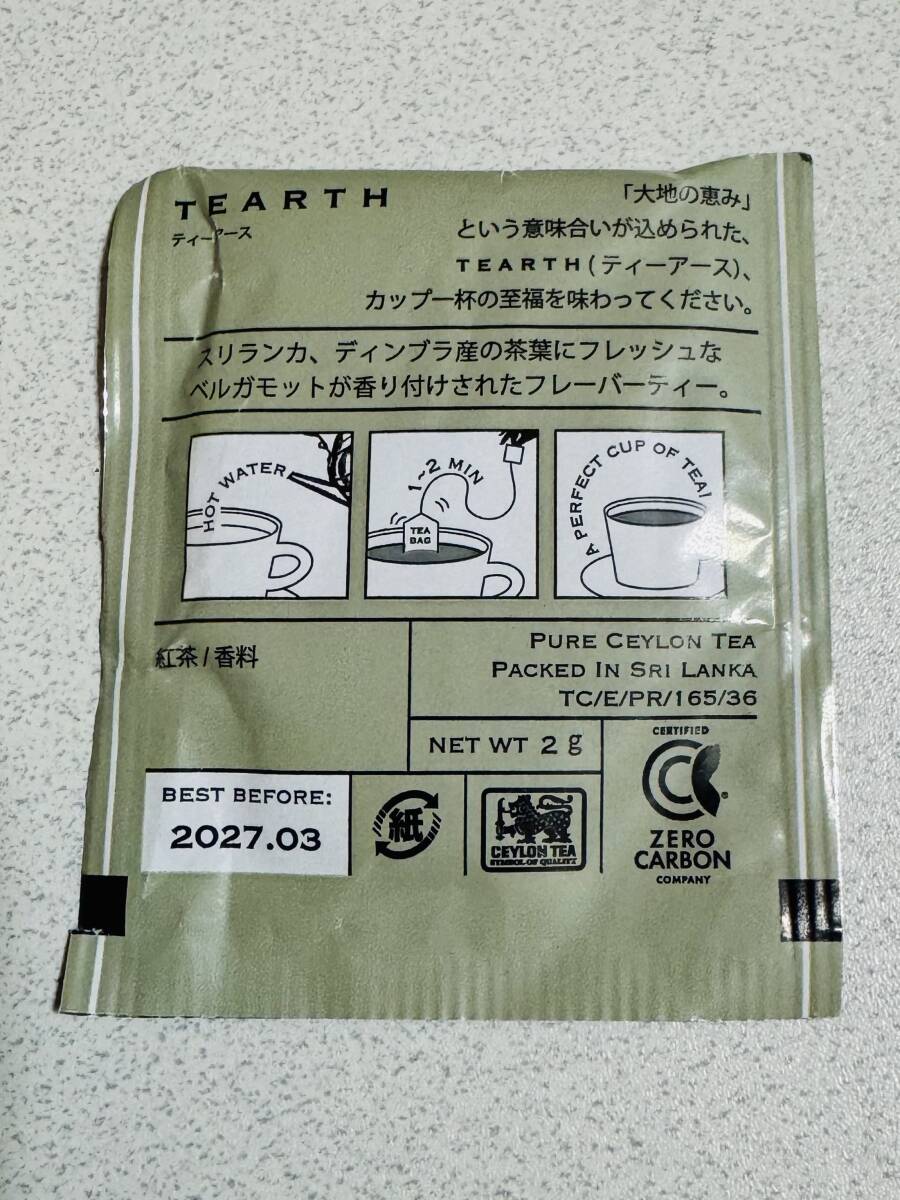 TEARTH
ティーアース
「大地の恵み」
という意味合いが込められた、
TEARTH(ティーアース)、
カップ一杯の至福を味わってください。
スリランカ、ディンブラ産の茶葉にフレッシュな
ベルガモットが香り付けされたフレーバーティー。
HOT WATER
1~2 MIN
TEA
BAG
A PERFECT CUP OF TEA!
紅茶/香料
PURE CEYLON TEA
PACKED IN SRI LANKA
TC/E/PR/165/36
NET WT 2g
BEST BEFORE:
2027.03
紙
CEYLON TEA
SYMBOL OF QUALITY
CERTIFIED
ZERO
CARBON
COMPANY